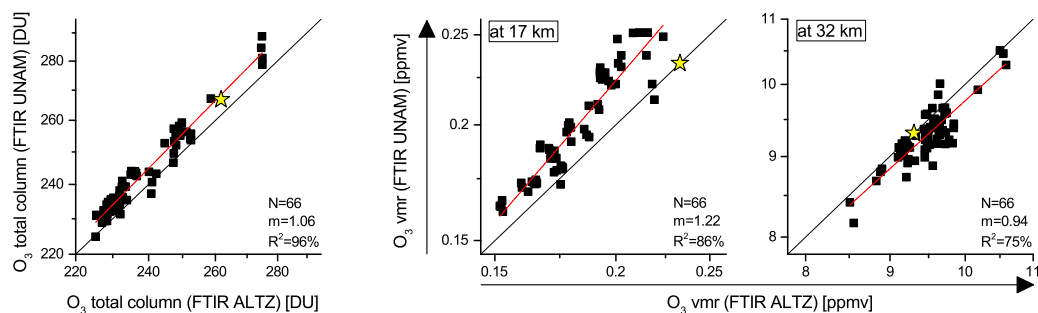 O₃ total column (FTIR UNAM) [DU]
280
260
240
230
220
220
240
260
280
N=66
m=1.06
R²=96%
O₃ total column (FTIR ALTZ) [DU]
O₃ vmr (FTIR UNAM) [ppmv]
at 17 km
0.25
0.2
0.15
0.15
0.2
0.25
N=66
m=1.22
R²=86%
at 32 km
11
10
9
8
8
9
10
11
N=66
m=0.94
R²=75%
O₃ vmr (FTIR ALTZ) [ppmv]